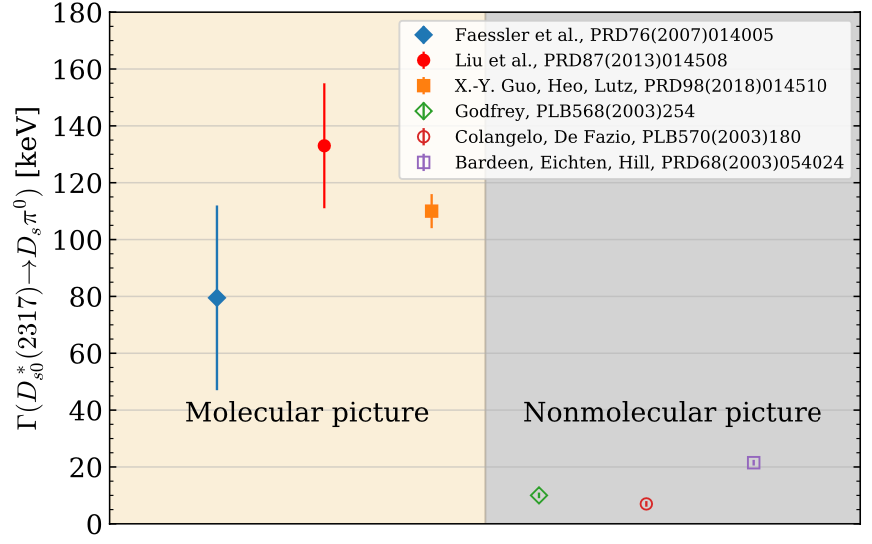 180
160
140
120
100
80
60
40
20
0
Γ(D*s0(2317)→Dsπ0) [keV]
Faessler et al., PRD76(2007)014005
Liu et al., PRD87(2013)014508
X.-Y. Guo, Heo, Lutz, PRD98(2018)014510
Godfrey, PLB568(2003)254
Colangelo, De Fazio, PLB570(2003)180
Bardeen, Eichten, Hill, PRD68(2003)054024
Molecular picture
Nonmolecular picture